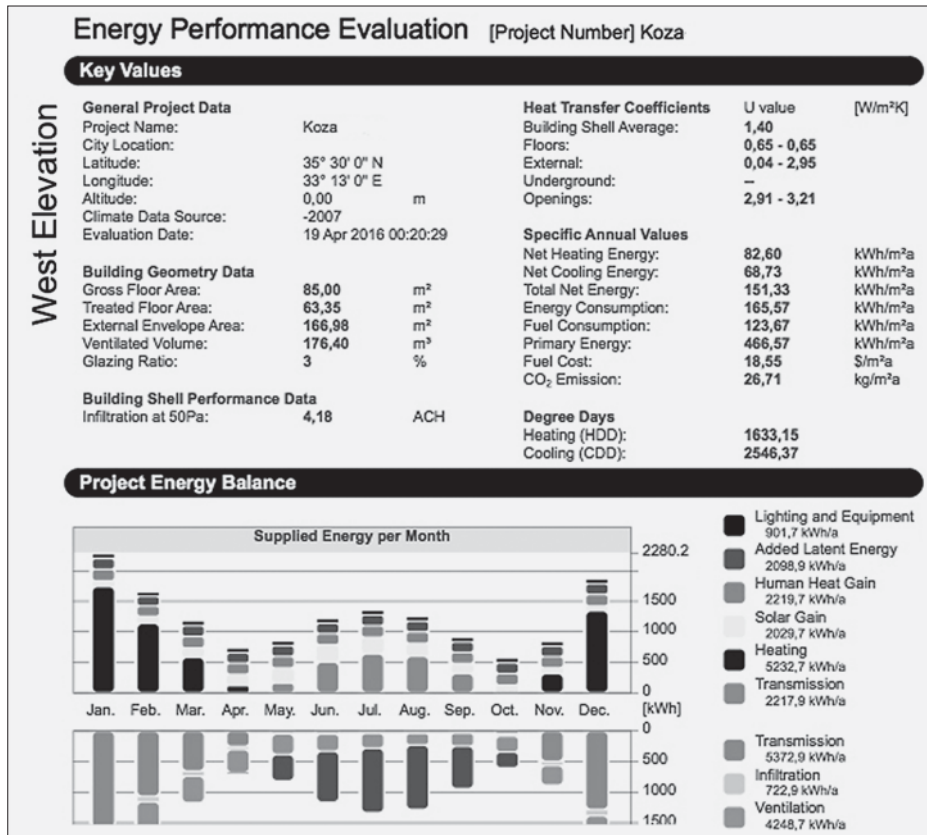 Energy Performance Evaluation [Project Number] Koza
Key Values
West Elevation
General Project Data
Project Name: Koza
City Location:
Latitude: 35° 30' 0" N
Longitude: 33° 13' 0" E
Altitude: 0,00 m
Climate Data Source: -2007
Evaluation Date: 19 Apr 2016 00:20:29
Building Geometry Data
Gross Floor Area: 85,00 m²
Treated Floor Area: 63,35 m²
External Envelope Area: 166,98 m²
Ventilated Volume: 176,40 m³
Glazing Ratio: 3 %
Building Shell Performance Data
Infiltration at 50Pa: 4,18 ACH
Heat Transfer Coefficients U value [W/m²K]
Building Shell Average: 1,40
Floors: 0,65 - 0,65
External: 0,04 - 2,95
Underground: --
Openings: 2,91 - 3,21
Specific Annual Values
Net Heating Energy: 82,60 kWh/m²a
Net Cooling Energy: 68,73 kWh/m²a
Total Net Energy: 151,33 kWh/m²a
Energy Consumption: 165,57 kWh/m²a
Fuel Consumption: 123,67 kWh/m²a
Primary Energy: 466,57 kWh/m²a
Fuel Cost: 18,55 $/m²a
CO₂ Emission: 26,71 kg/m²a
Degree Days
Heating (HDD): 1633,15
Cooling (CDD): 2546,37
Project Energy Balance
Supplied Energy per Month
2280.2
1500
1000
500
0
Jan. Feb. Mar. Apr. May. Jun. Jul. Aug. Sep. Oct. Nov. Dec. [kWh]
0
500
1000
1500
Lighting and Equipment
901,7 kWh/a
Added Latent Energy
2098,9 kWh/a
Human Heat Gain
2219,7 kWh/a
Solar Gain
2029,7 kWh/a
Heating
5232,7 kWh/a
Transmission
2217,9 kWh/a
Transmission
5372,9 kWh/a
Infiltration
722,9 kWh/a
Ventilation
4248,7 kWh/a